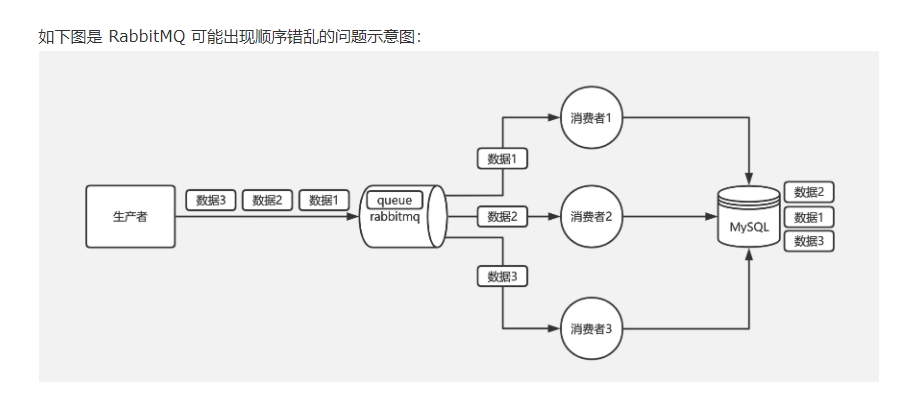 如下图是 RabbitMQ 可能出现顺序错乱的问题示意图：
生产者
数据3
数据2
数据1
queue
rabbitmq
数据1
数据2
数据3
消费者1
消费者2
消费者3
MySQL
数据2
数据1
数据3